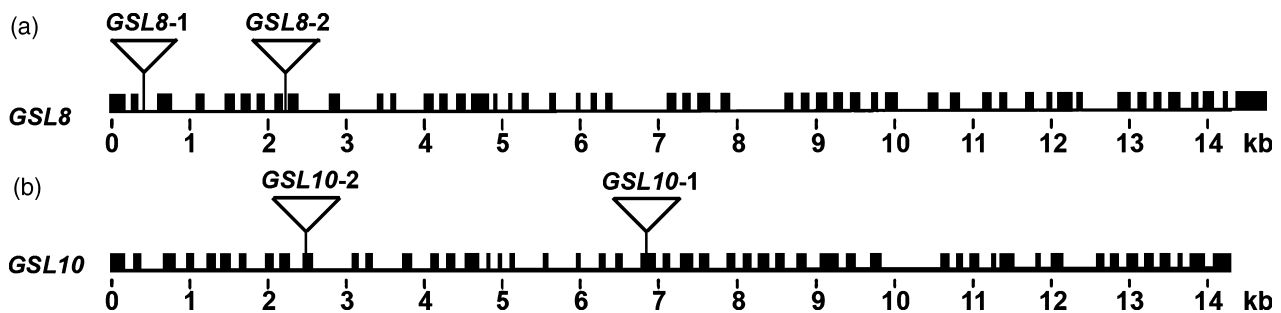 (a)
GSL8-1 GSL8-2
GSL8
0 1 2 3 4 5 6 7 8 9 10 11 12 13 14 kb
(b)
GSL10-2 GSL10-1
GSL10
0 1 2 3 4 5 6 7 8 9 10 11 12 13 14 kb